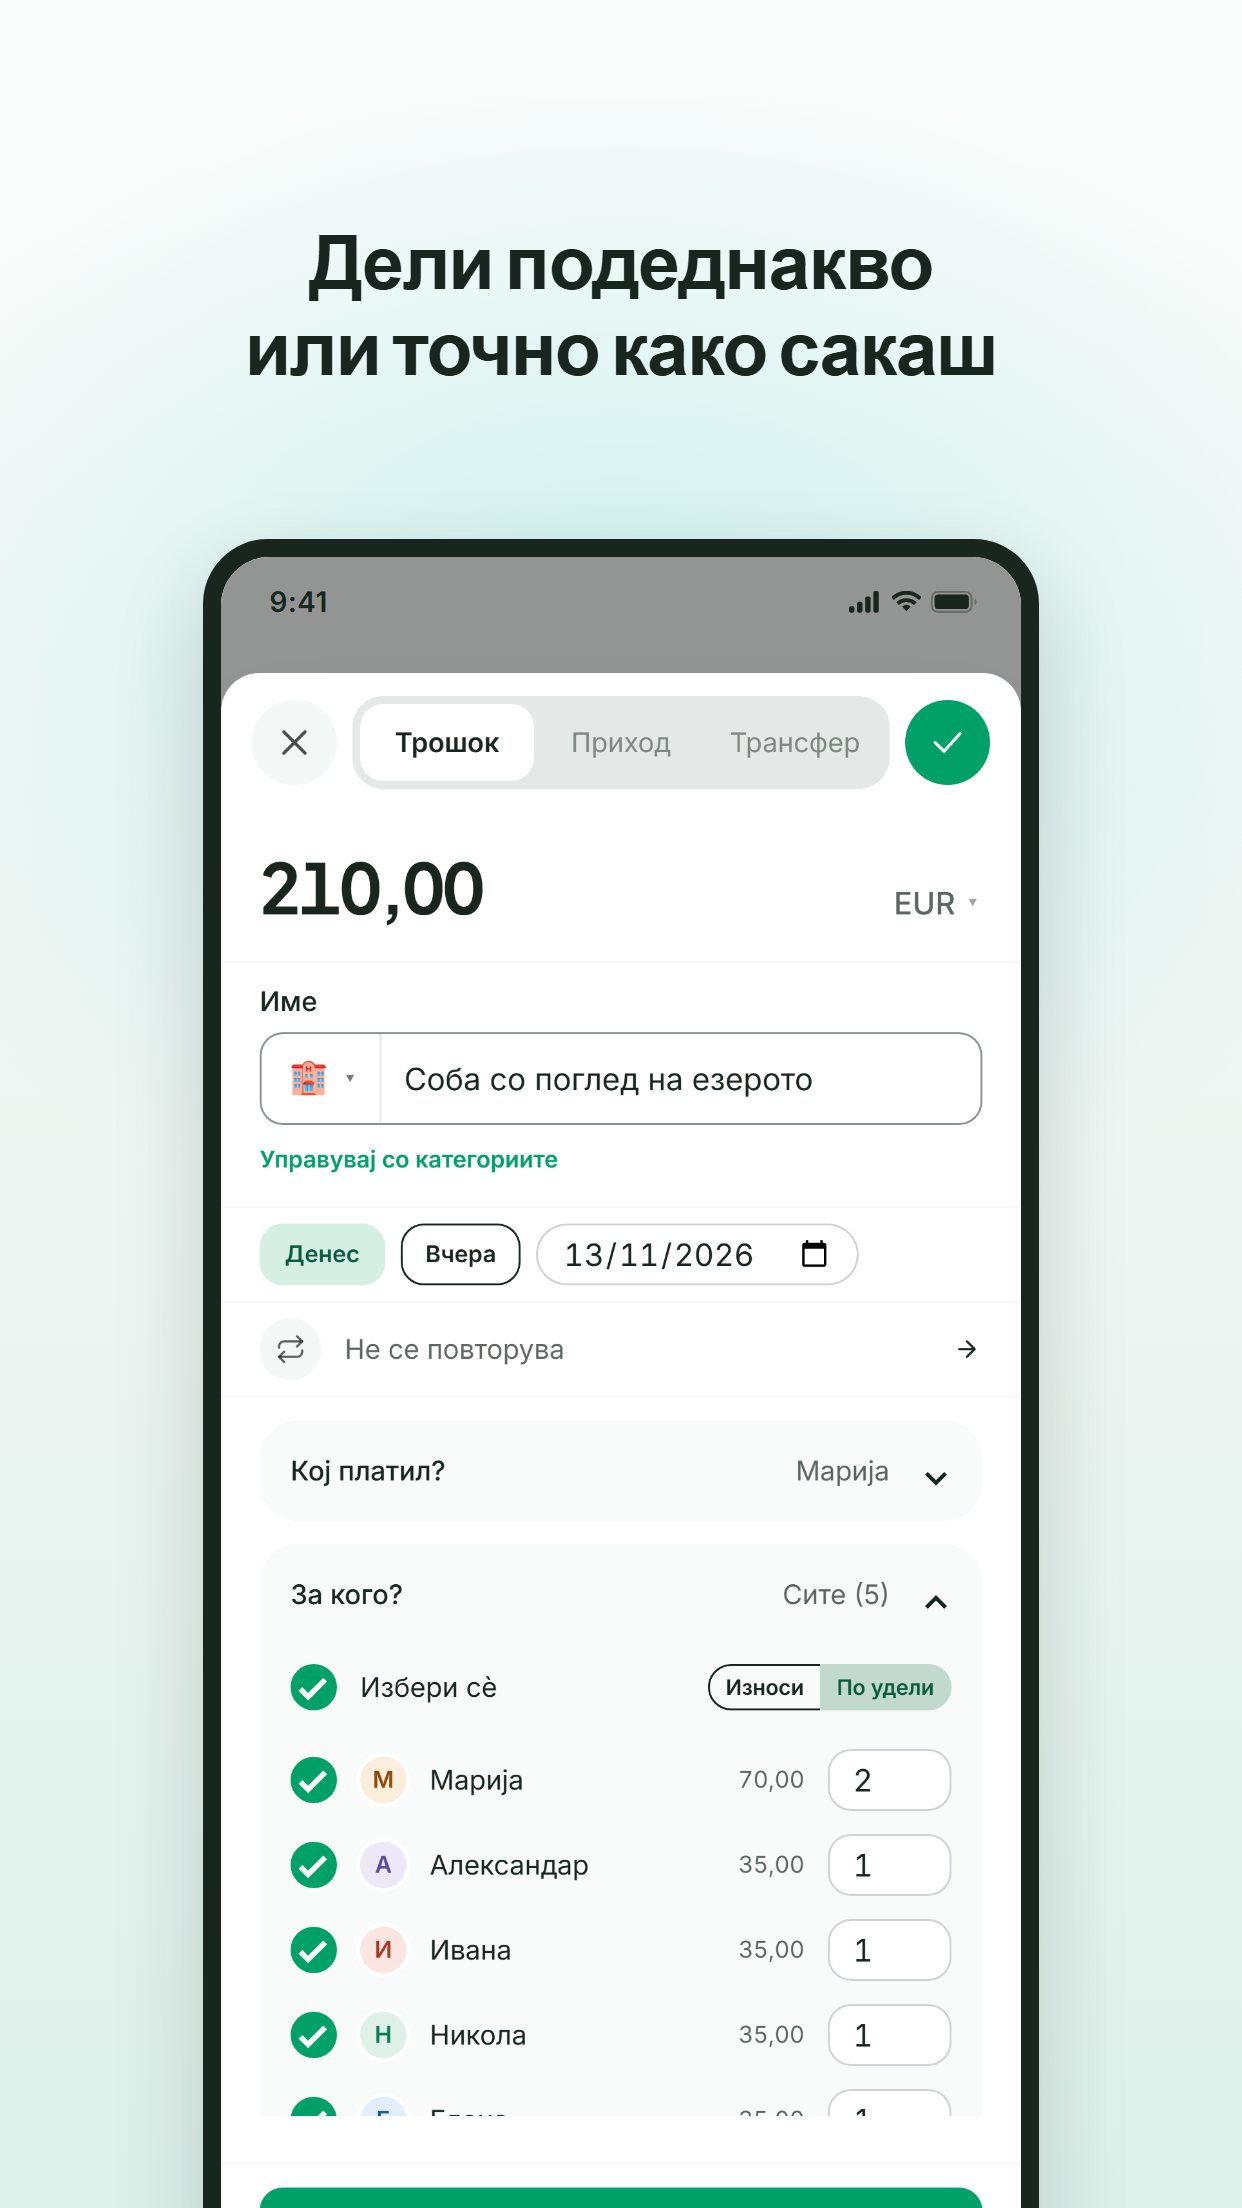 Дели подеднакво
или точно како сакаш
9:41
Трошок Приход Трансфер
210,00 EUR
Име
Соба со поглед на езерото
Управувај со категориите
Денес Вчера 13/11/2026
Не се повторува
Кој платил? Марија
За кого? Сите (5)
Избери сѐ Износи По удели
М Марија 70,00 2
А Александар 35,00 1
И Ивана 35,00 1
Н Никола 35,00 1